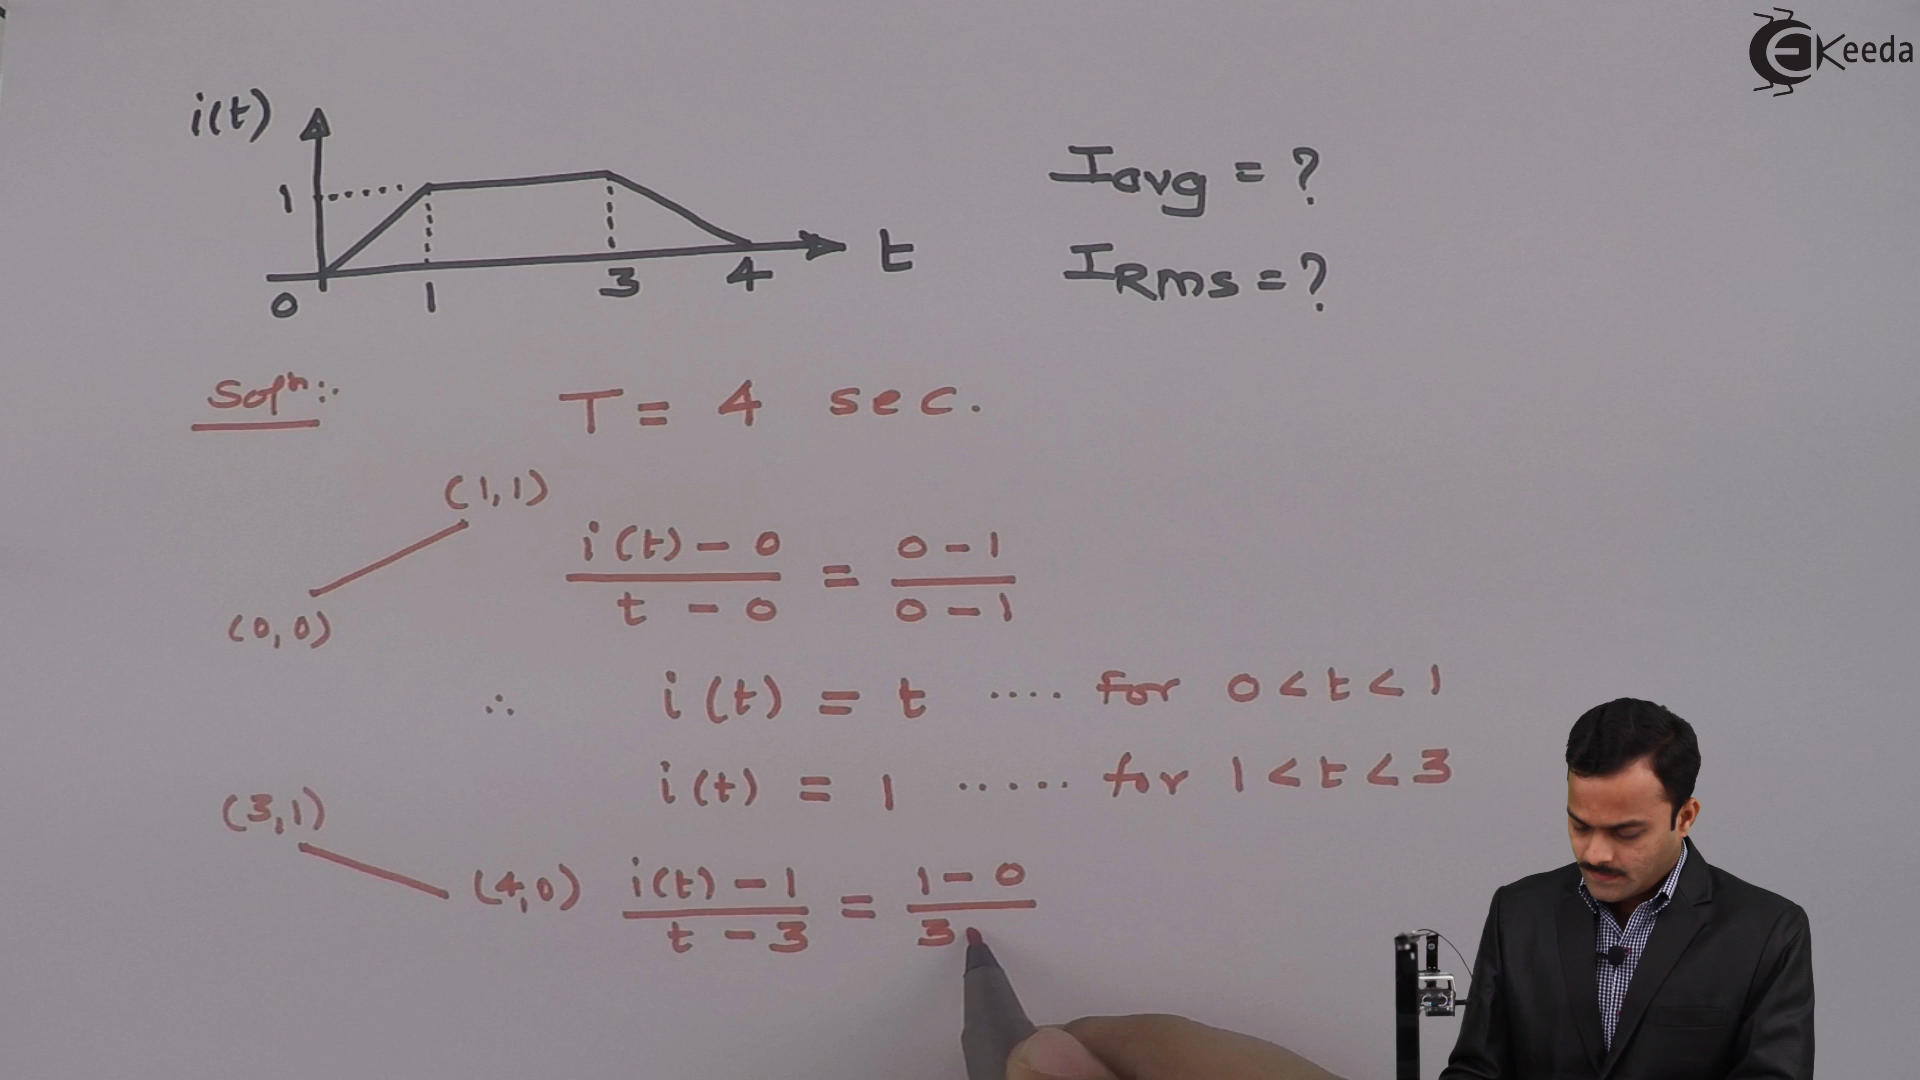 Keeda
i(t)
1
0 1 3 4 t
Iavg = ?
IRms = ?
Soln:.
T = 4 sec.
(1,1)
(0,0)
i(t) - 0 / t - 0 = 0 - 1 / 0 - 1
∴ i(t) = t .... for 0 < t < 1
i(t) = 1 ..... for 1 < t < 3
(3,1)
(4,0) i(t) - 1 / t - 3 = 1 - 0 / 3